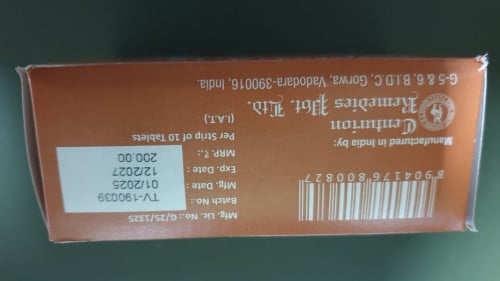 8 904176 800827
Manufactured in India by:
Centurion
Remedies Pvt. Ltd.
G-5 & 6, B.I.D.C, Gorwa, Vadodara-390016, India.
Mfg. Lic. No.: G/25/1325
Batch No.: TV-190039
Mfg. Date : 01/2025
Exp. Date : 12/2027
MRP. ₹.: 200.00
Per Strip of 10 Tablets
(I.A.T.)